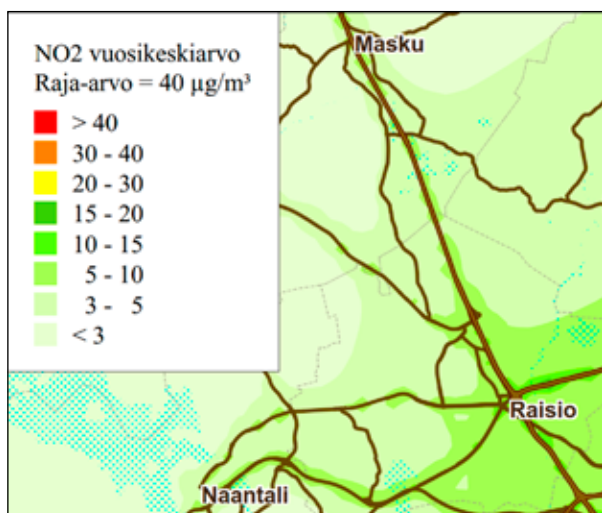 NO2 vuosikeskiarvo
Raja-arvo = 40 µg/m³
> 40
30 - 40
20 - 30
15 - 20
10 - 15
5 - 10
3 - 5
< 3
Masku
Raisio
Naantali